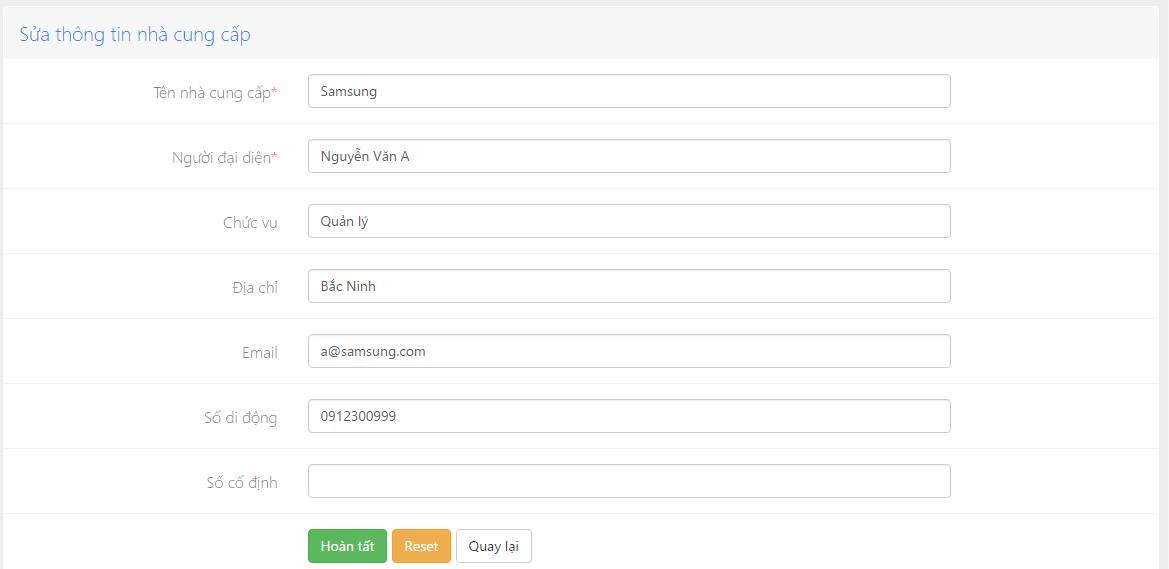 Sửa thông tin nhà cung cấp
Tên nhà cung cấp* Samsung
Người đại diện* Nguyễn Văn A
Chức vụ Quản lý
Địa chỉ Bắc Ninh
Email a@samsung.com
Số di động 0912300999
Số cố định
Hoàn tất Reset Quay lại